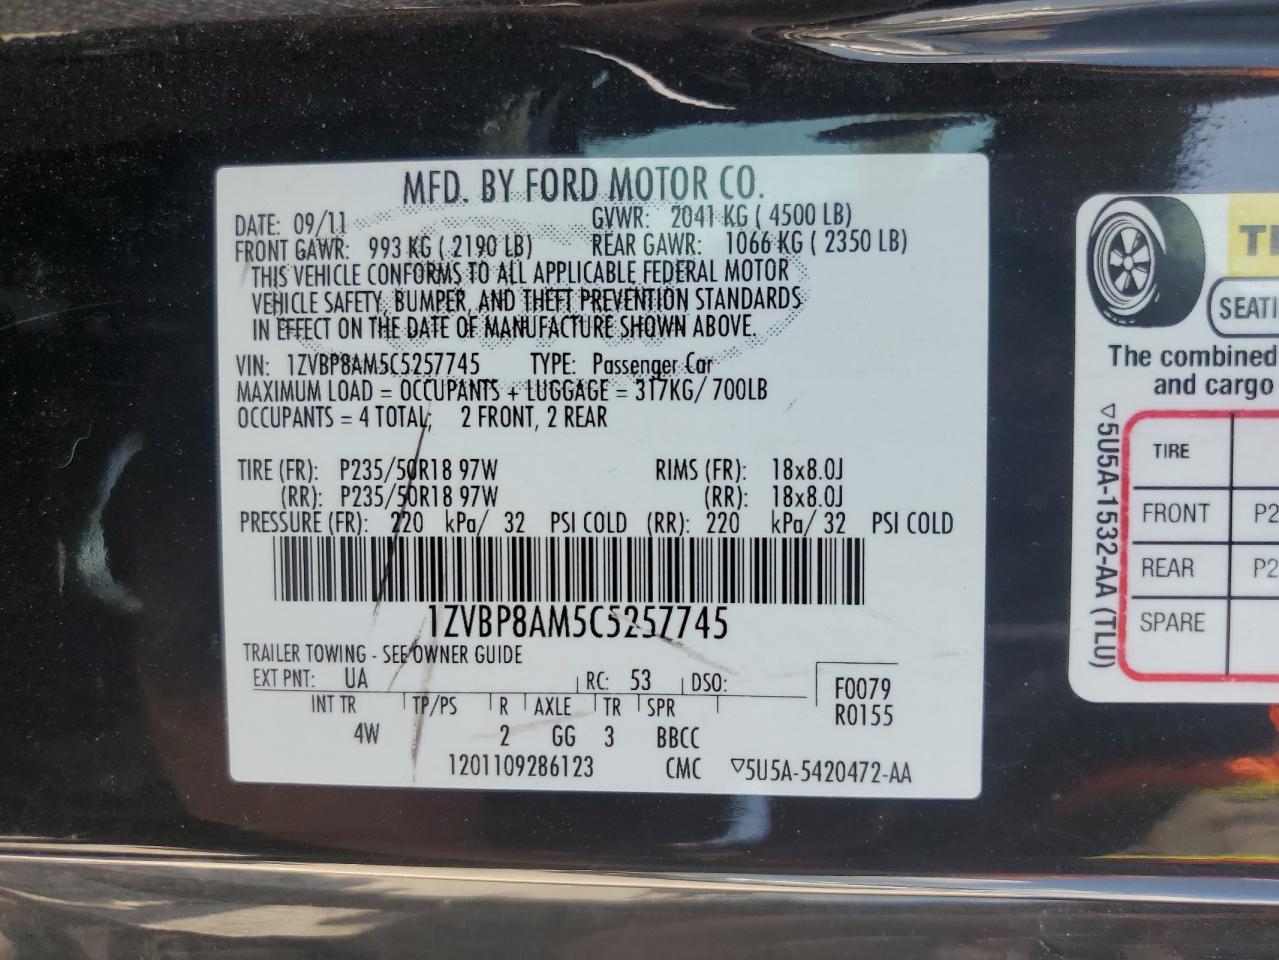 MFD. BY FORD MOTOR CO.
DATE: 09/11 GVWR: 2041 KG ( 4500 LB)
FRONT GAWR: 993 KG ( 2190 LB) REAR GAWR: 1066 KG ( 2350 LB)
THIS VEHICLE CONFORMS TO ALL APPLICABLE FEDERAL MOTOR
VEHICLE SAFETY, BUMPER, AND THEFT PREVENTION STANDARDS
IN EFFECT ON THE DATE OF MANUFACTURE SHOWN ABOVE.
VIN: 1ZVBP8AM5C5257745 TYPE: Passenger Car
MAXIMUM LOAD = OCCUPANTS + LUGGAGE = 317KG/ 700LB
OCCUPANTS = 4 TOTAL, 2 FRONT, 2 REAR
TIRE (FR): P235/50R18 97W RIMS (FR): 18x8.0J
(RR): P235/50R18 97W (RR): 18x8.0J
PRESSURE (FR): 220 kPa/ 32 PSI COLD (RR): 220 kPa/ 32 PSI COLD
1ZVBP8AM5C5257745
TRAILER TOWING - SEE OWNER GUIDE
EXT PNT: UA RC: 53 DSO:
INT TR TP/PS R AXLE TR SPR
4W 2 GG 3 BBCC
F0079
R0155
1201109286123 CMC ▽5U5A-5420472-AA
SEATI
The combined
and cargo
▽5U5A-1532-AA (TLU)
TIRE
FRONT P2
REAR P2
SPARE